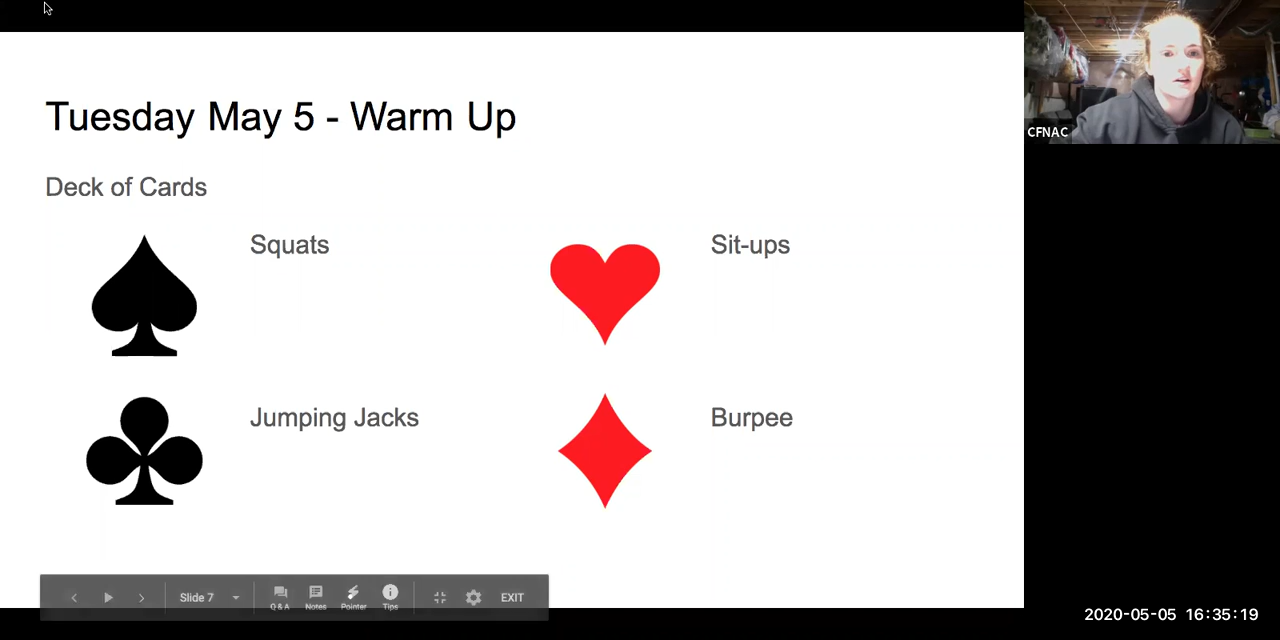 Tuesday May 5 - Warm Up
CFNAC
Deck of Cards
Squats
Sit-ups
Jumping Jacks
Burpee
Slide 7
Q & A
Notes
Pointer
Tips
EXIT
2020-05-05 16:35:19